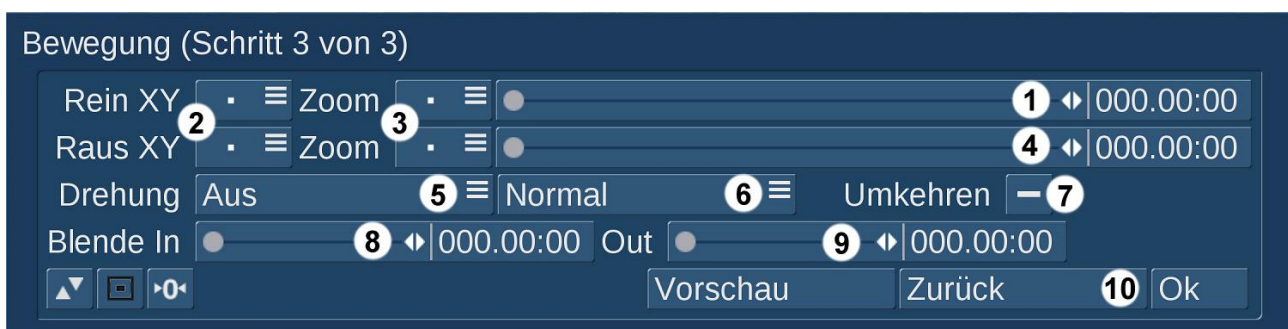 Bewegung (Schritt 3 von 3)
Rein XY 2 Zoom 3 1 000.00:00
Raus XY Zoom 4 000.00:00
Drehung Aus 5 Normal 6 Umkehren 7
Blende In 8 000.00:00 Out 9 000.00:00
0 Vorschau Zurück 10 Ok